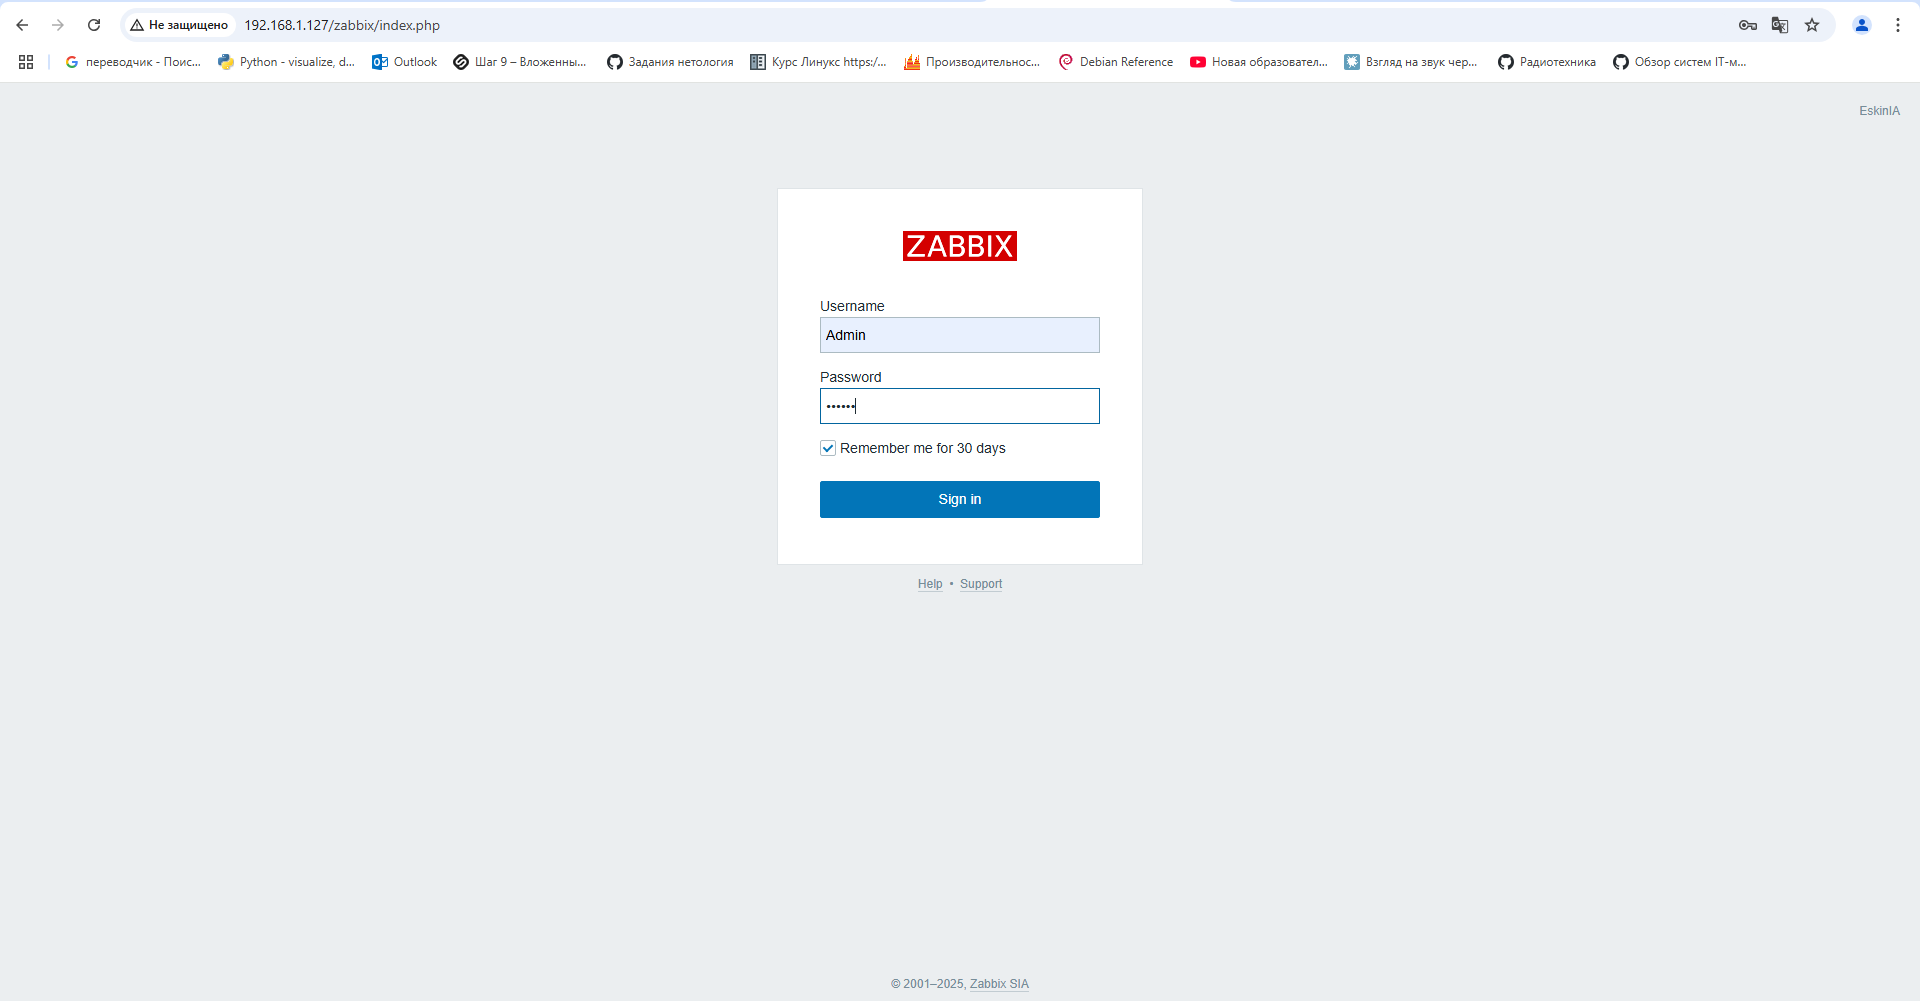 Не защищено 192.168.1.127/zabbix/index.php
переводчик - Поис... Python - visualize, d... Outlook Шаг 9 – Вложенны... Задания нетология Курс Линукс https:/... Производительнос... Debian Reference Новая образовател... Взгляд на звук чер... Радиотехника Обзор систем IT-м...
EskinIA
ZABBIX
Username
Admin
Password
••••••
Remember me for 30 days
Sign in
Help • Support
© 2001–2025, Zabbix SIA